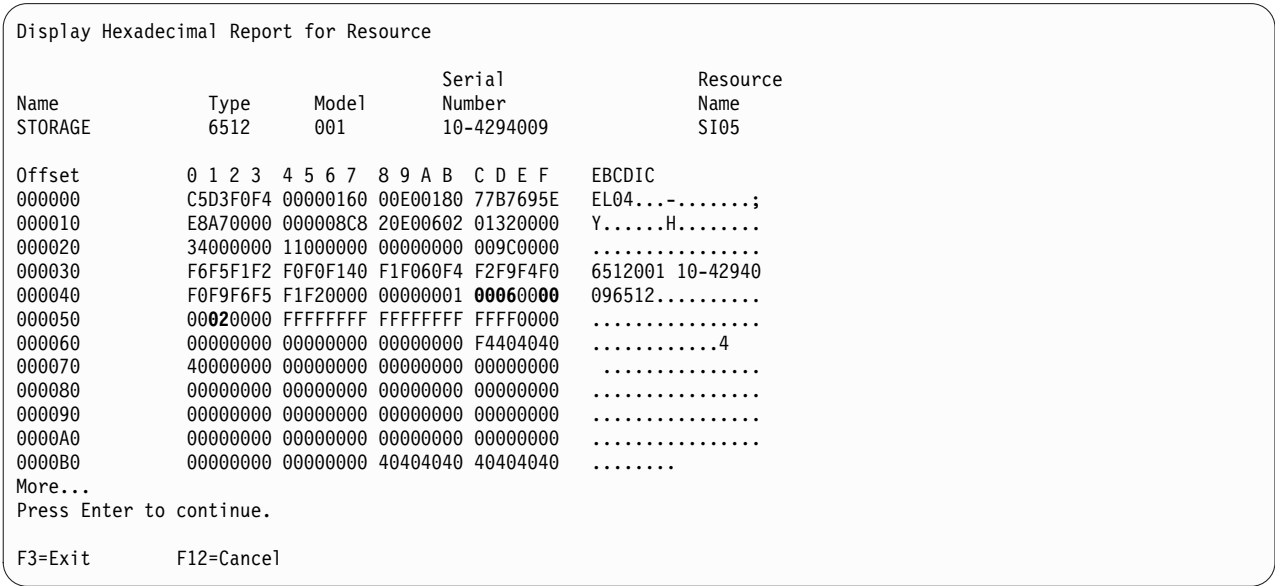 Display Hexadecimal Report for Resource
Serial Resource
Name Type Model Number Name
STORAGE 6512 001 10-4294009 SI05
Offset 0 1 2 3 4 5 6 7 8 9 A B C D E F EBCDIC
000000 C5D3F0F4 00000160 00E00180 77B7695E EL04...-.......;
000010 E8A70000 000008C8 20E00602 01320000 Y......H........
000020 34000000 11000000 00000000 009C0000 ................
000030 F6F5F1F2 F0F0F140 F1F060F4 F2F9F4F0 6512001 10-42940
000040 F0F9F6F5 F1F20000 00000001 00060000 096512..........
000050 00020000 FFFFFFFF FFFFFFFF FFFF0000 ................
000060 00000000 00000000 00000000 F4404040 ............4
000070 40000000 00000000 00000000 00000000 ...............
000080 00000000 00000000 00000000 00000000 ................
000090 00000000 00000000 00000000 00000000 ................
0000A0 00000000 00000000 00000000 00000000 ................
0000B0 00000000 00000000 40404040 40404040 ........
More...
Press Enter to continue.
F3=Exit F12=Cancel